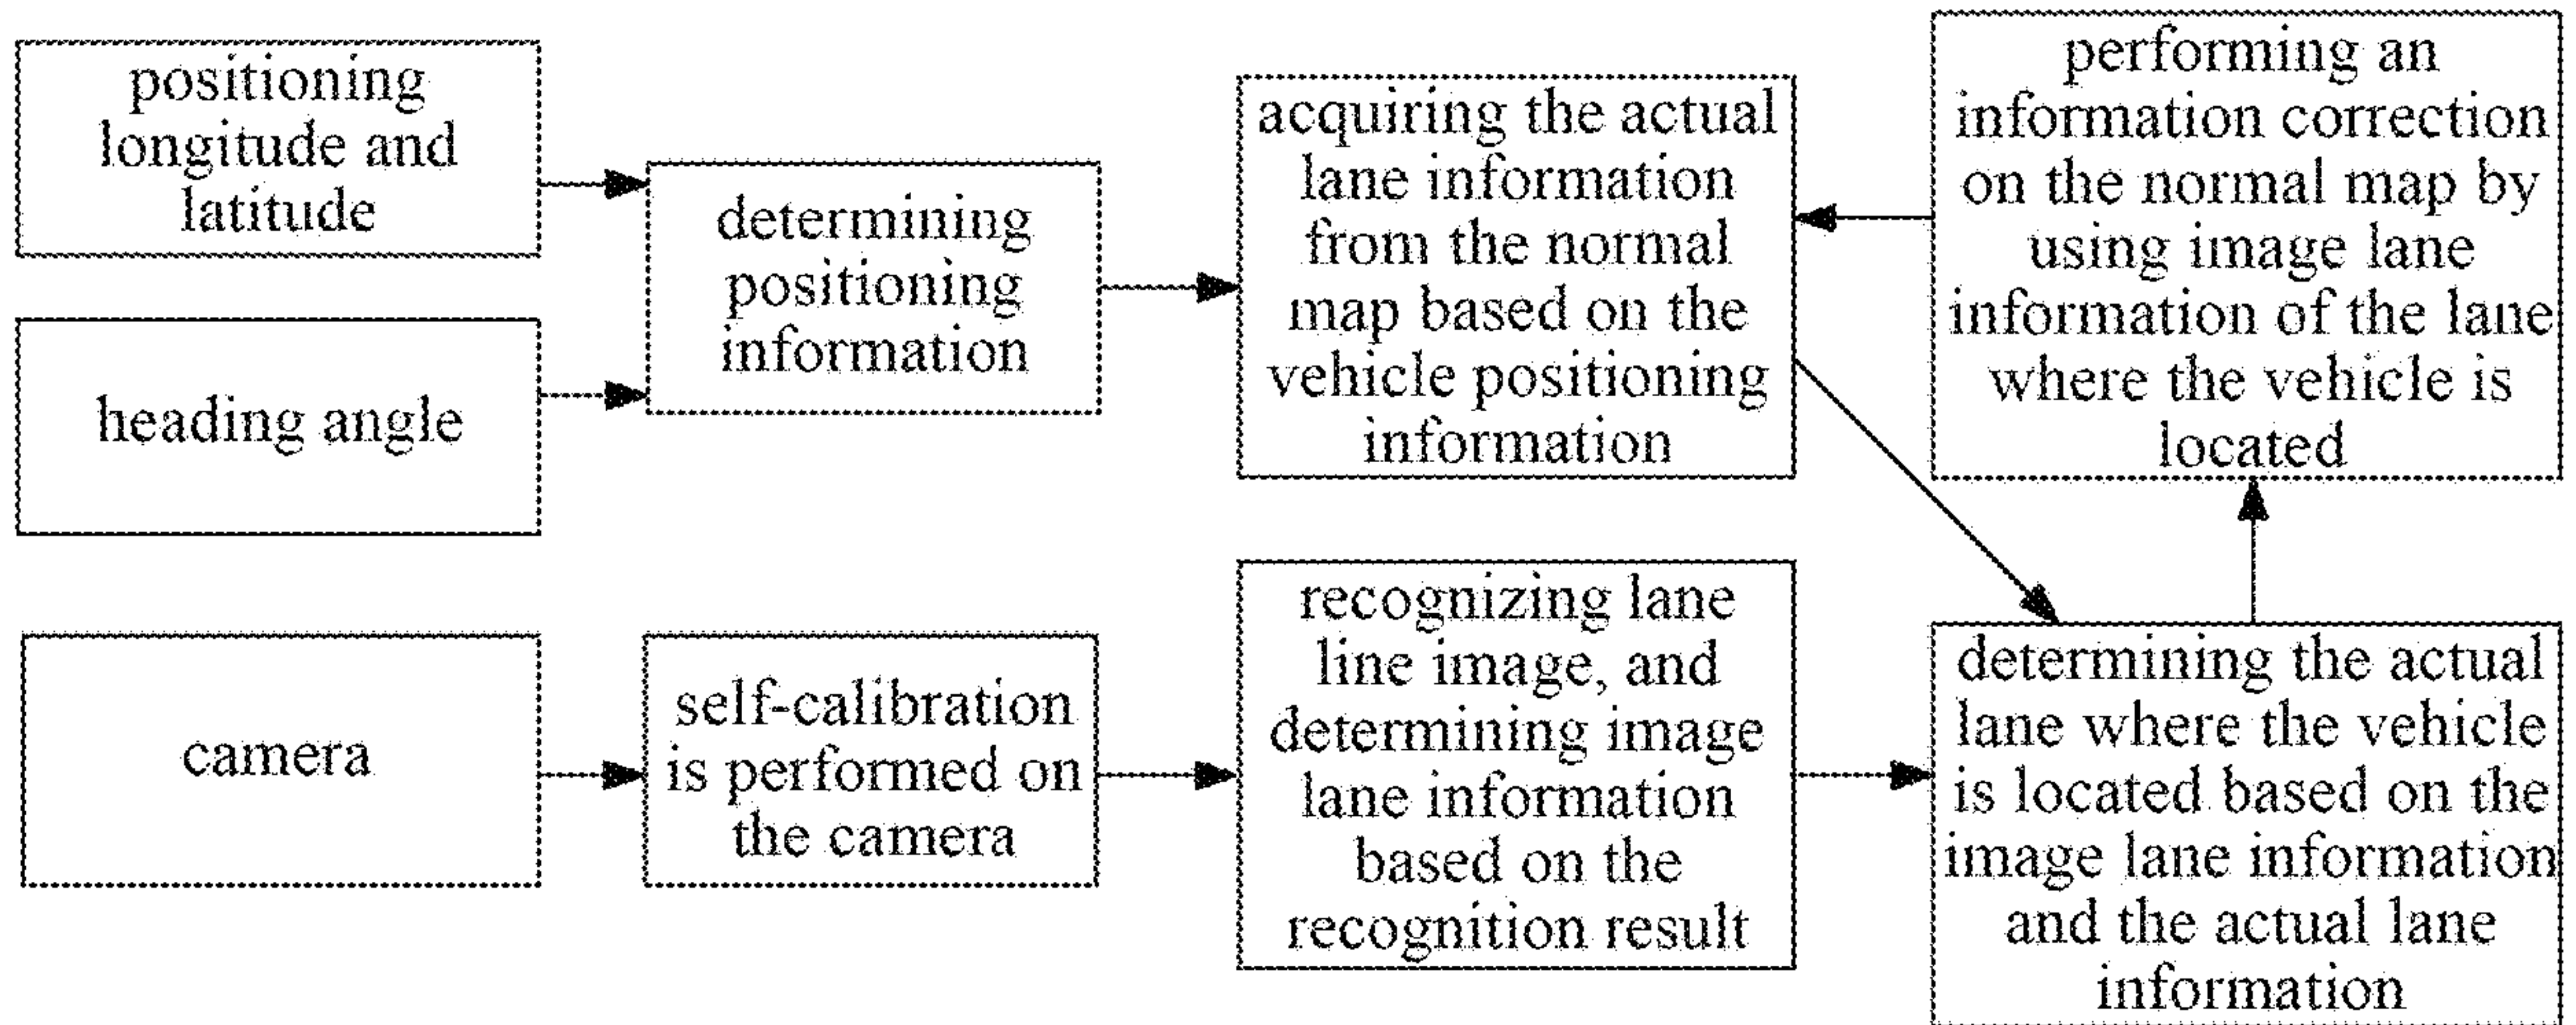 positioning
longitude and
latitude
heading angle
determining
positioning
information
acquiring the actual
lane information
from the normal
map based on the
vehicle positioning
information
performing an
information correction
on the normal map by
using image lane
information of the lane
where the vehicle is
located
camera
self-calibration
is performed on
the camera
recognizing lane
line image, and
determining image
lane information
based on the
recognition result
determining the actual
lane where the vehicle
is located based on the
image lane information
and the actual lane
information